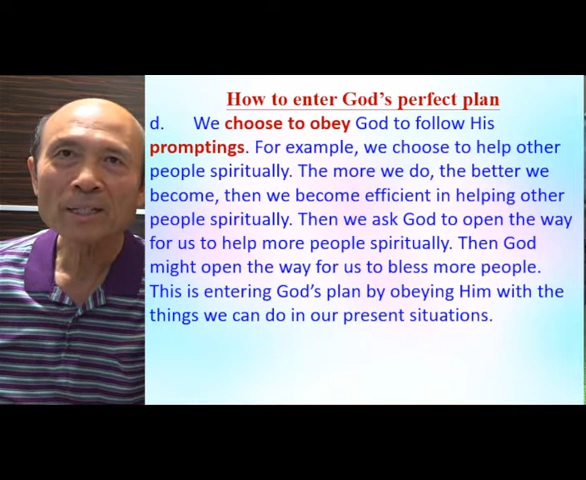 How to enter God's perfect plan
d. We choose to obey God to follow His
promptings. For example, we choose to help other
people spiritually. The more we do, the better we
become, then we become efficient in helping other
people spiritually. Then we ask God to open the way
for us to help more people spiritually. Then God
might open the way for us to bless more people.
This is entering God's plan by obeying Him with the
things we can do in our present situations.